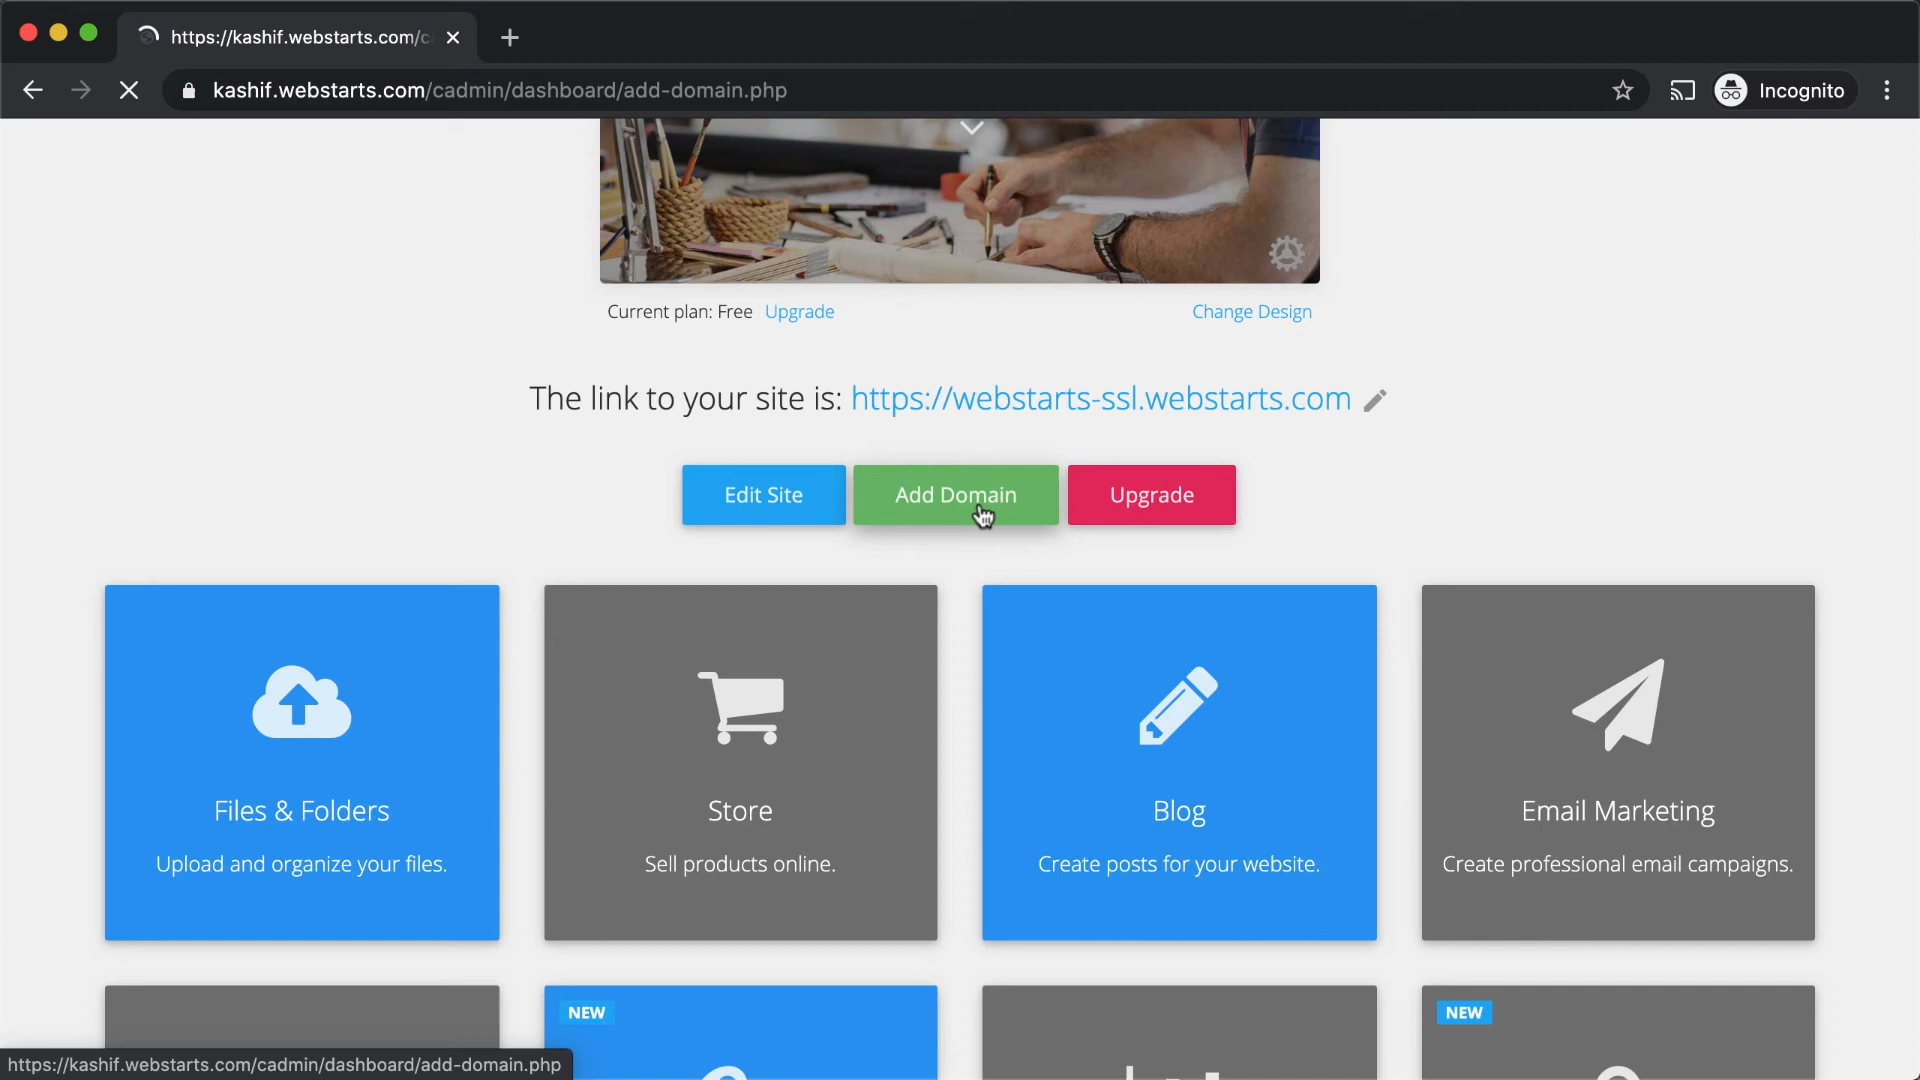 https://kashif.webstarts.com/c
kashif.webstarts.com/cadmin/dashboard/add-domain.php
Incognito
Current plan: Free Upgrade
Change Design
The link to your site is: https://webstarts-ssl.webstarts.com
Edit Site
Add Domain
Upgrade
Files & Folders
Upload and organize your files.
Store
Sell products online.
Blog
Create posts for your website.
Email Marketing
Create professional email campaigns.
NEW
NEW
https://kashif.webstarts.com/cadmin/dashboard/add-domain.php